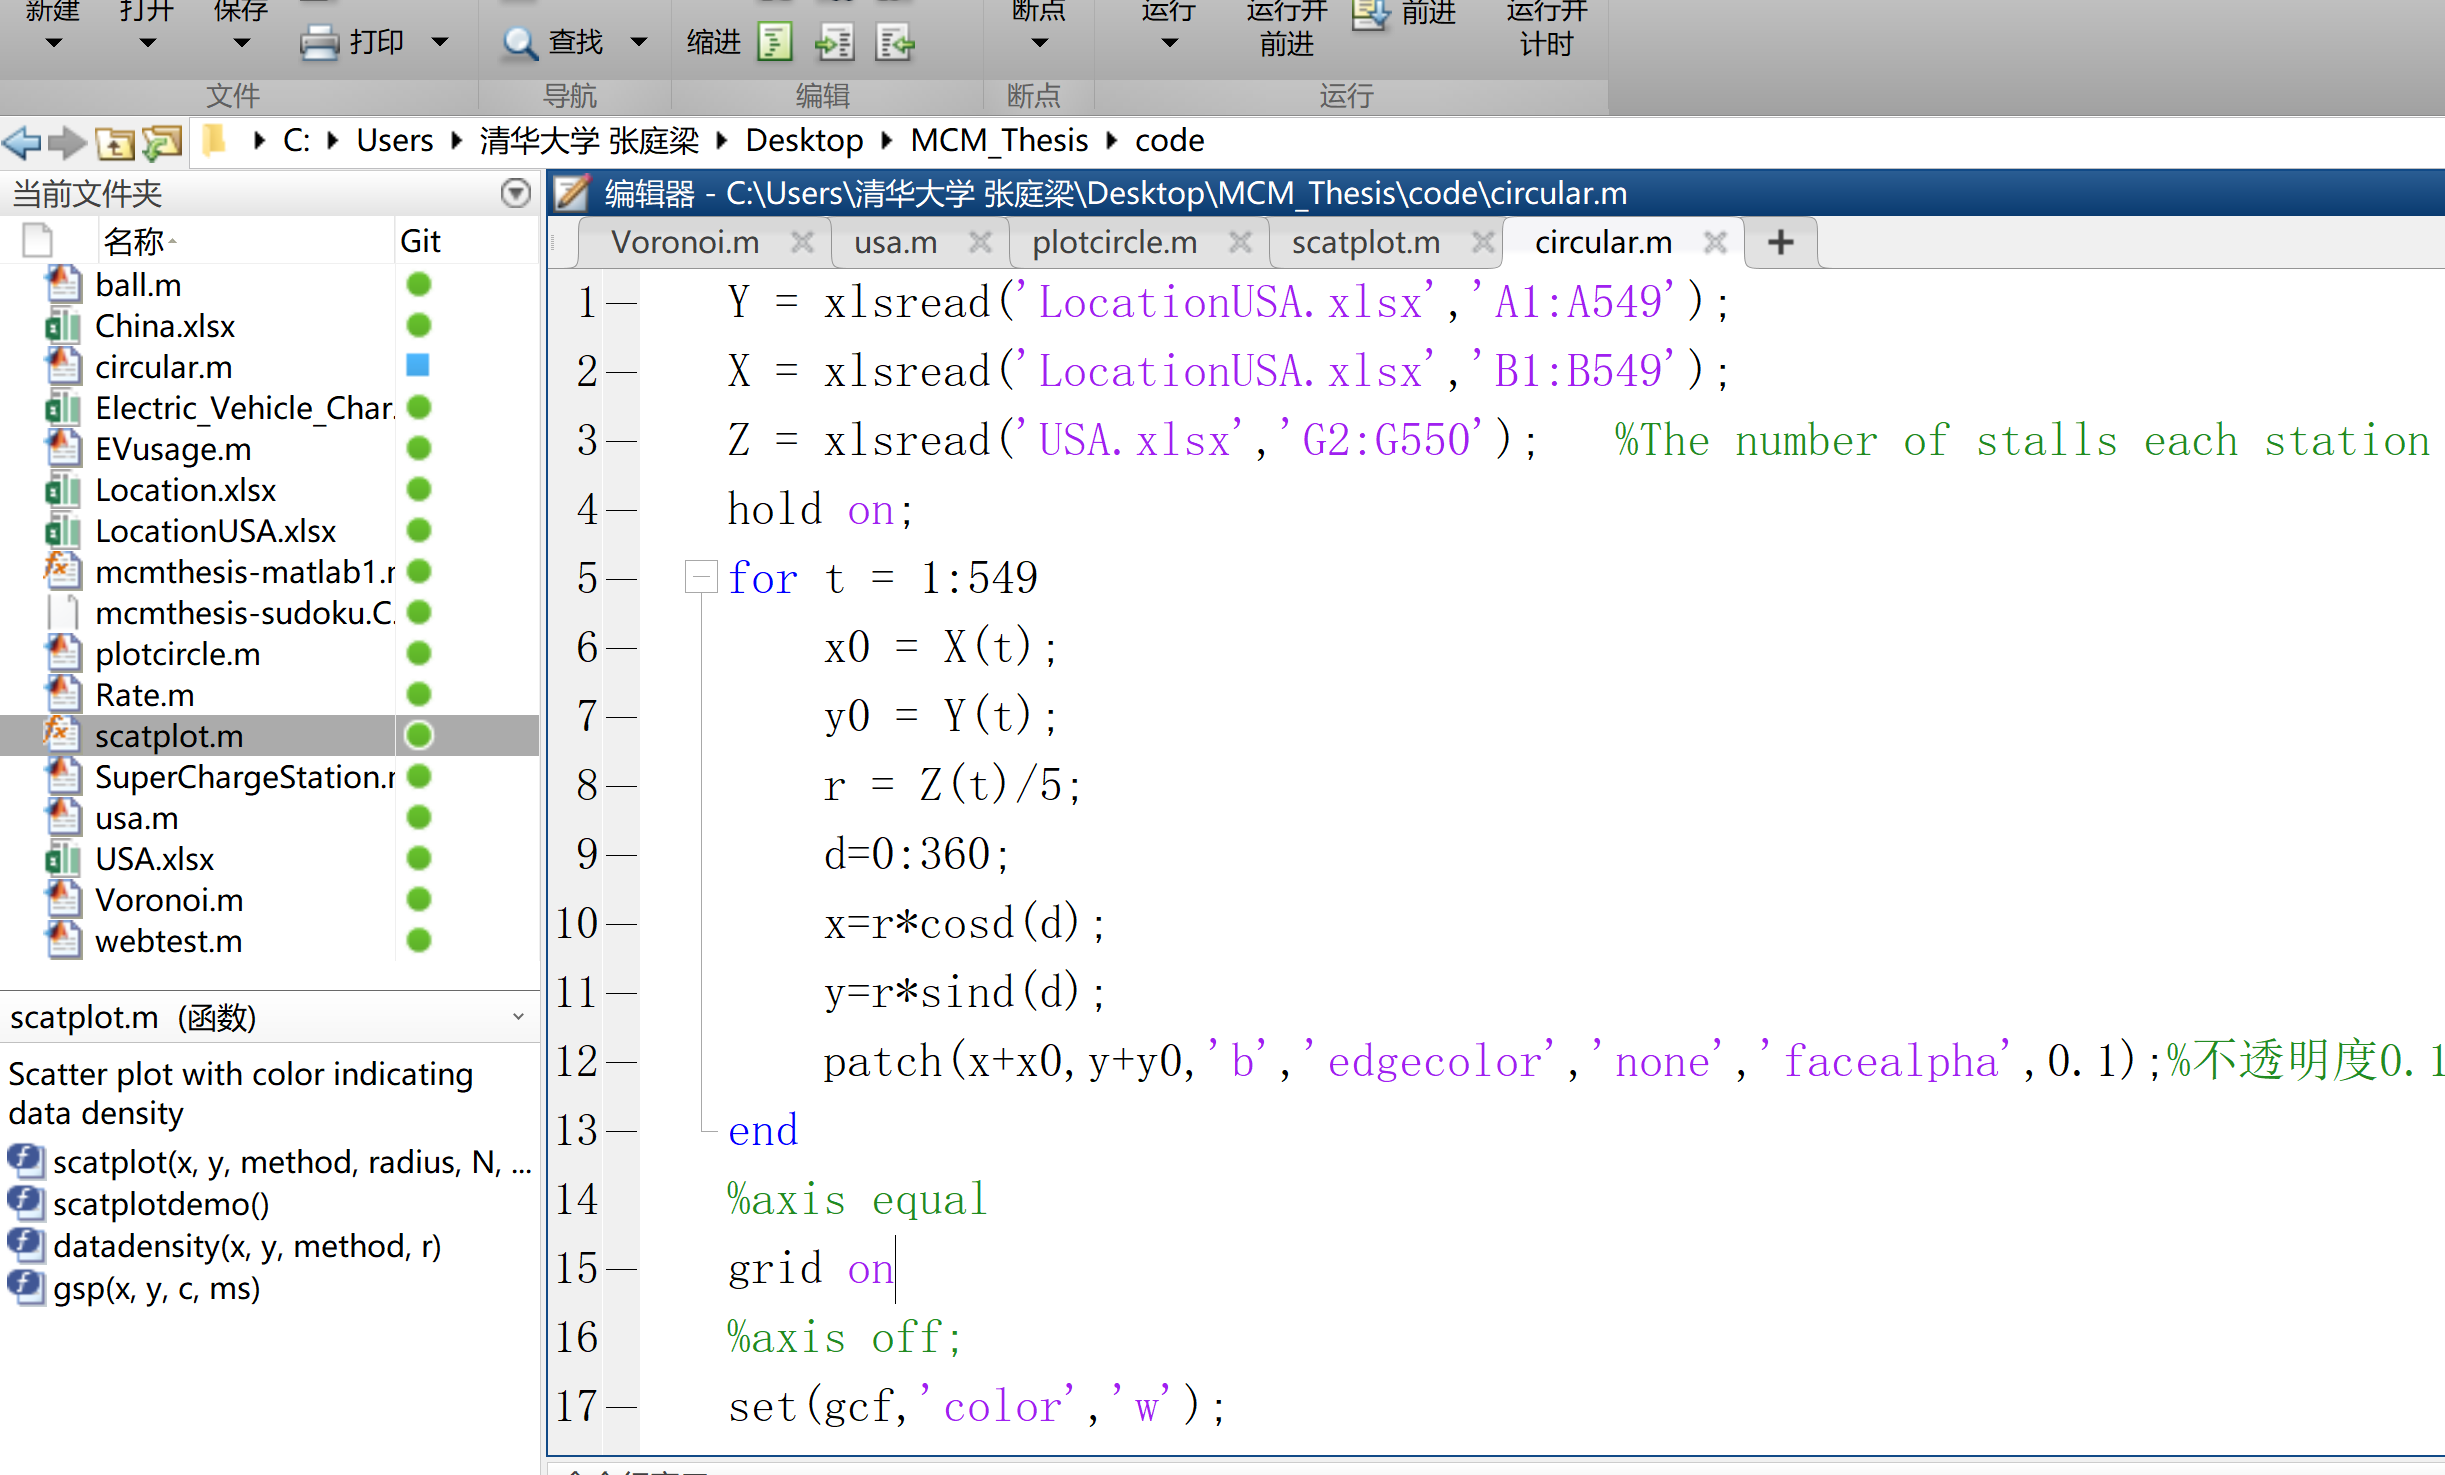 新建 打开 保存 断点 运行 运行并 前进 运行并
打印 查找 缩进 前进 计时
文件 导航 编辑 断点 运行
C: Users 清华大学 张庭梁 Desktop MCM_Thesis code
当前文件夹
名称 Git
ball.m
China.xlsx
circular.m
Electric_Vehicle_Char.
EVusage.m
Location.xlsx
LocationUSA.xlsx
mcmthesis-matlab1.
mcmthesis-sudoku.C.
plotcircle.m
Rate.m
scatplot.m
SuperChargeStation.
usa.m
USA.xlsx
Voronoi.m
webtest.m
scatplot.m (函数)
Scatter plot with color indicating
data density
scatplot(x, y, method, radius, N, ...
scatplotdemo()
datadensity(x, y, method, r)
gsp(x, y, c, ms)
编辑器 - C:\Users\清华大学 张庭梁\Desktop\MCM_Thesis\code\circular.m
Voronoi.m usa.m plotcircle.m scatplot.m circular.m +
1 Y = xlsread('LocationUSA.xlsx','A1:A549');
2 X = xlsread('LocationUSA.xlsx','B1:B549');
3 Z = xlsread('USA.xlsx','G2:G550'); %The number of stalls each station
4 hold on;
5 for t = 1:549
6 x0 = X(t);
7 y0 = Y(t);
8 r = Z(t)/5;
9 d=0:360;
10 x=r*cosd(d);
11 y=r*sind(d);
12 patch(x+x0,y+y0,'b','edgecolor','none','facealpha',0.1);%不透明度0.1
13 end
14 %axis equal
15 grid on
16 %axis off;
17 set(gcf,'color','w');